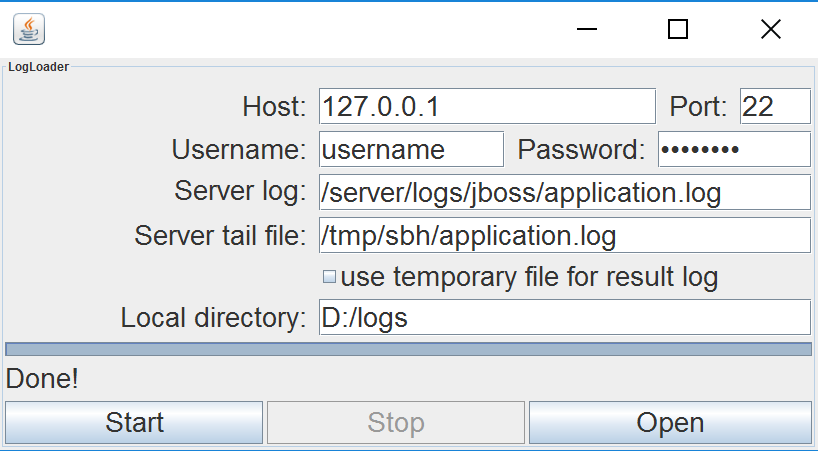 LogLoader
Host: 127.0.0.1 Port: 22
Username: username Password: ••••••••
Server log: /server/logs/jboss/application.log
Server tail file: /tmp/sbh/application.log
use temporary file for result log
Local directory: D:/logs
Done!
Start Stop Open